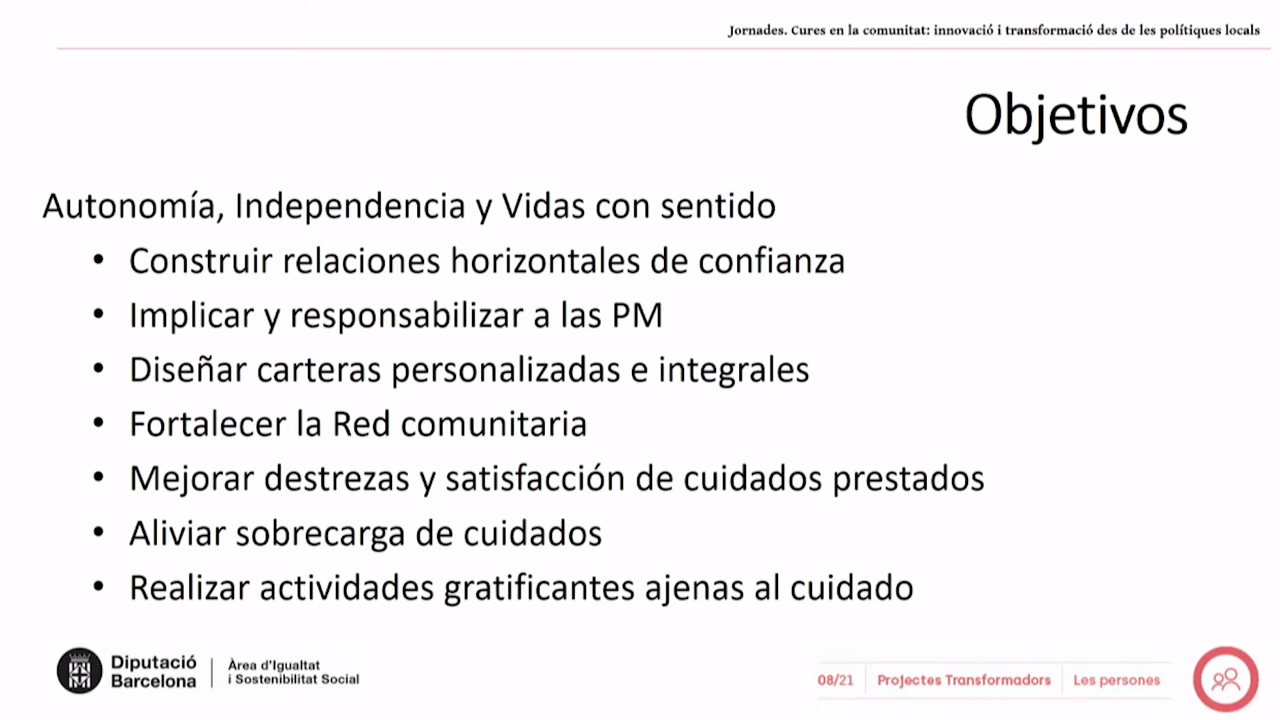 Jornades. Cures en la comunitat: innovació i transformació des de les polítiques locals
Objetivos
Autonomía, Independencia y Vidas con sentido
• Construir relaciones horizontales de confianza
• Implicar y responsabilizar a las PM
• Diseñar carteras personalizadas e integrales
• Fortalecer la Red comunitaria
• Mejorar destrezas y satisfacción de cuidados prestados
• Aliviar sobrecarga de cuidados
• Realizar actividades gratificantes ajenas al cuidado
Diputació
Barcelona
Àrea d'Igualtat
i Sostenibilitat Social
08/21
Projectes Transformadors
Les persones